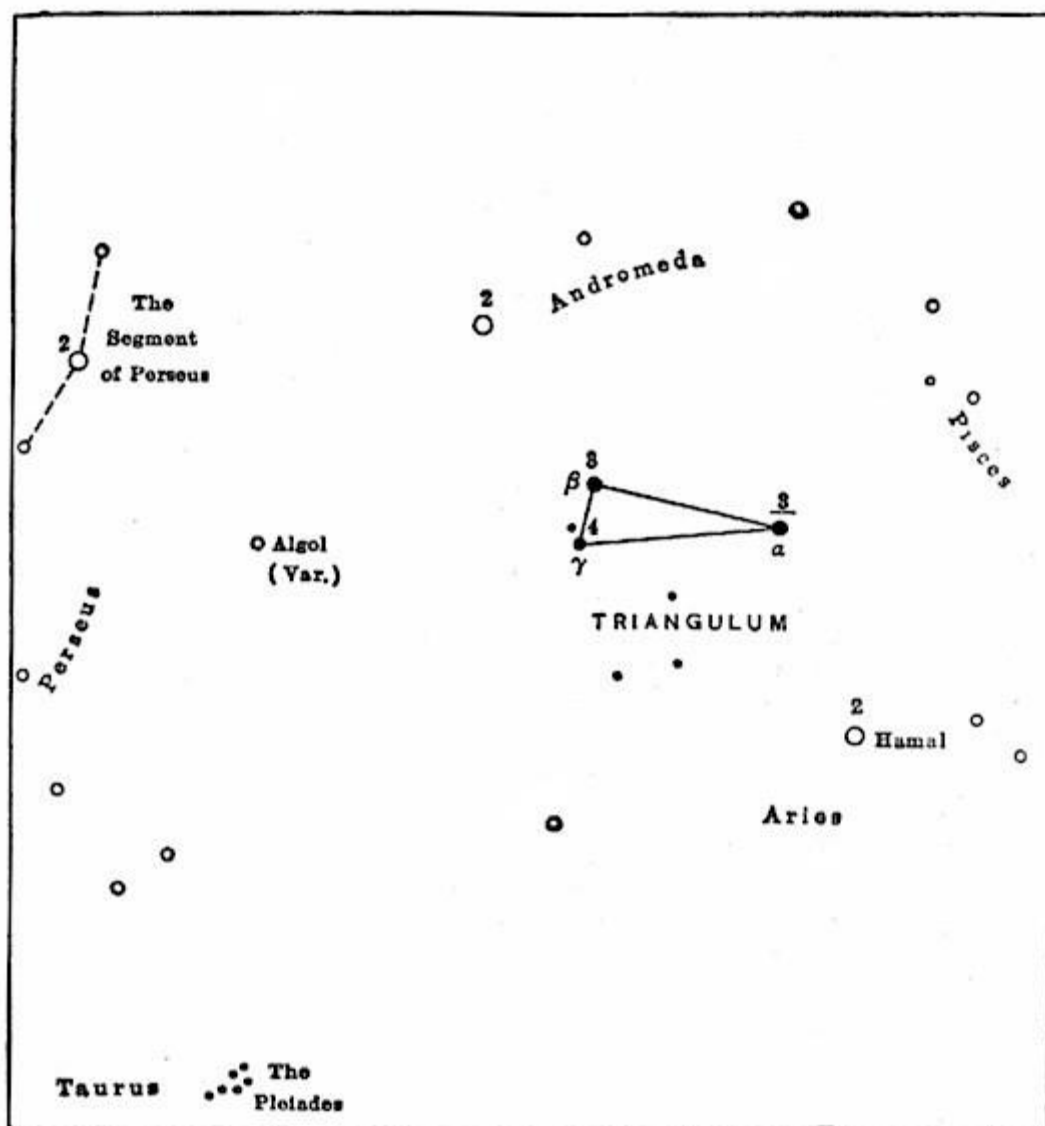 Andromeda
2
The
Segment
of Perseus
2
Pisces
3
β
3
α
4
γ
Algol
(Var.)
Perseus
TRIANGULUM
2
Hamal
Aries
Taurus
The
Pleiades